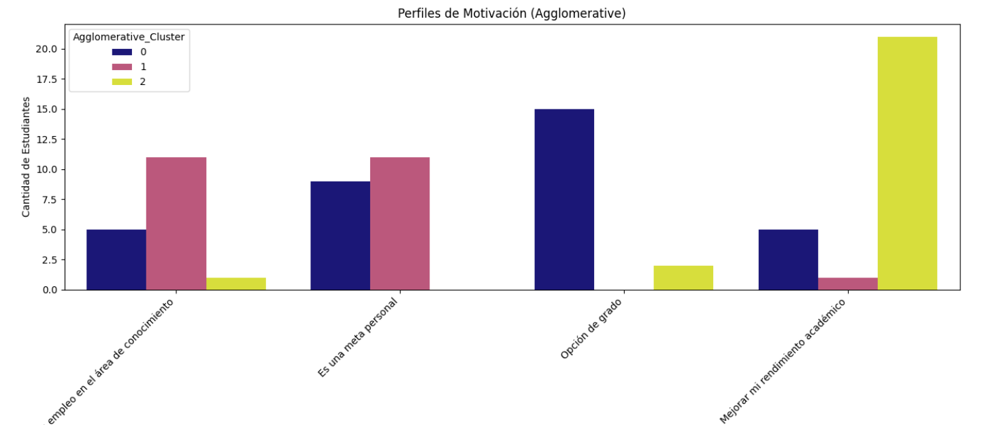 Perfiles de Motivación (Agglomerative)
Agglomerative_Cluster
0
1
2
Cantidad de Estudiantes
20.0
17.5
15.0
12.5
10.0
7.5
5.0
2.5
0.0
empleo en el área de conocimiento
Es una meta personal
Opción de grado
Mejorar mi rendimiento académico